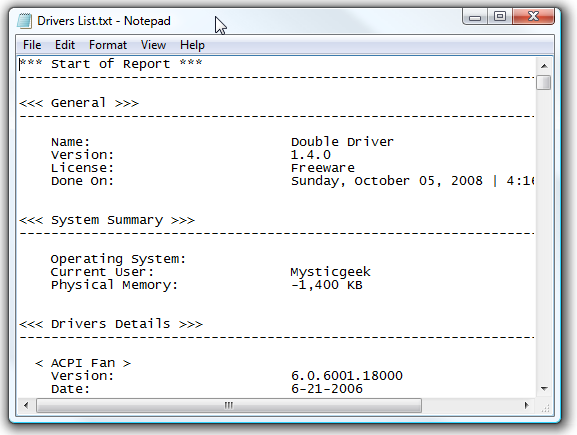 Drivers List.txt - Notepad
File Edit Format View Help
*** Start of Report ***
<<< General >>>
Name: Double Driver
Version: 1.4.0
License: Freeware
Done On: Sunday, October 05, 2008 | 4:16
<<< System Summary >>>
Operating System:
Current User: Mysticgeek
Physical Memory: -1,400 KB
<<< Drivers Details >>>
< ACPI Fan >
Version: 6.0.6001.18000
Date: 6-21-2006